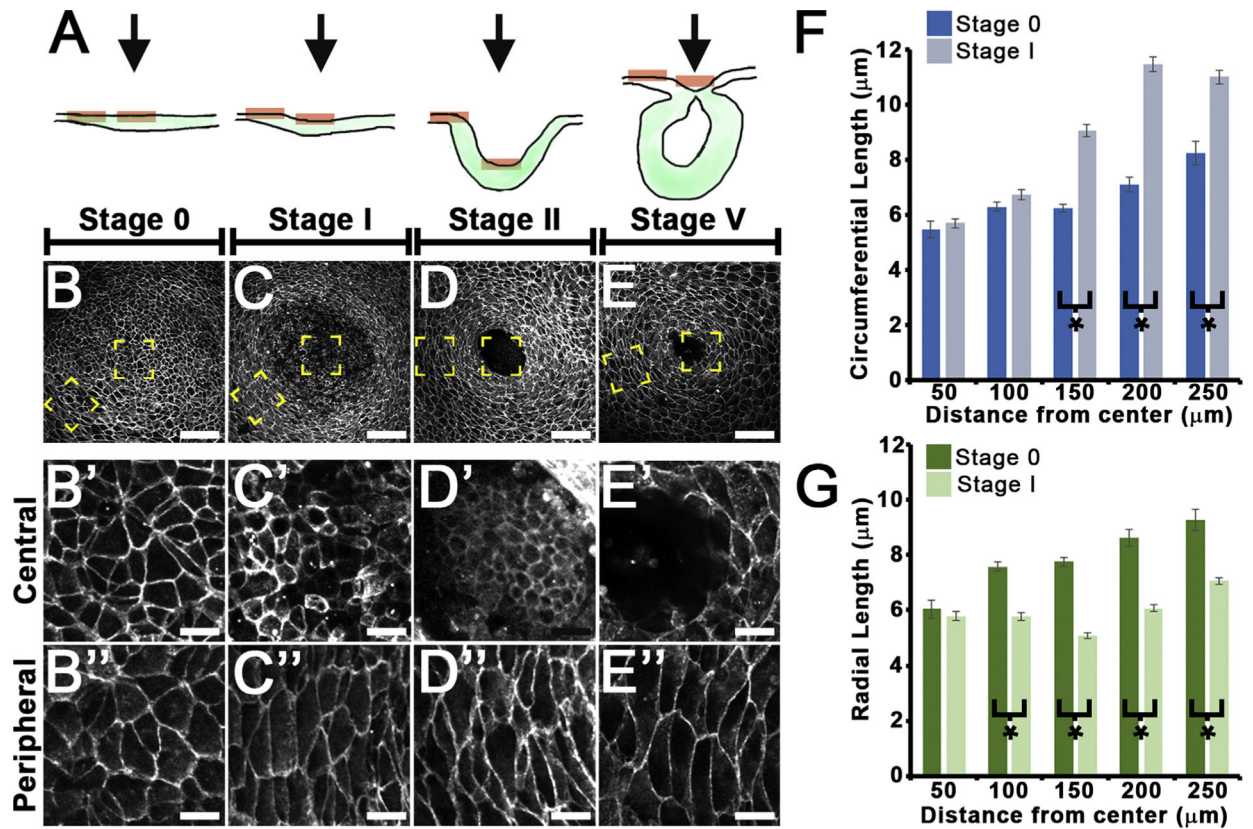 A
Stage 0 Stage I Stage II Stage V
B C D E
Central
B' C' D' E'
Peripheral
B'' C'' D'' E''
F
Stage 0
Stage I
Circumferential Length (μm)
12
10
8
6
4
2
0
50 100 150 200 250
* * *
Distance from center (μm)
G
Stage 0
Stage I
Radial Length (μm)
12
10
8
6
4
2
0
50 100 150 200 250
* * * *
Distance from center (μm)